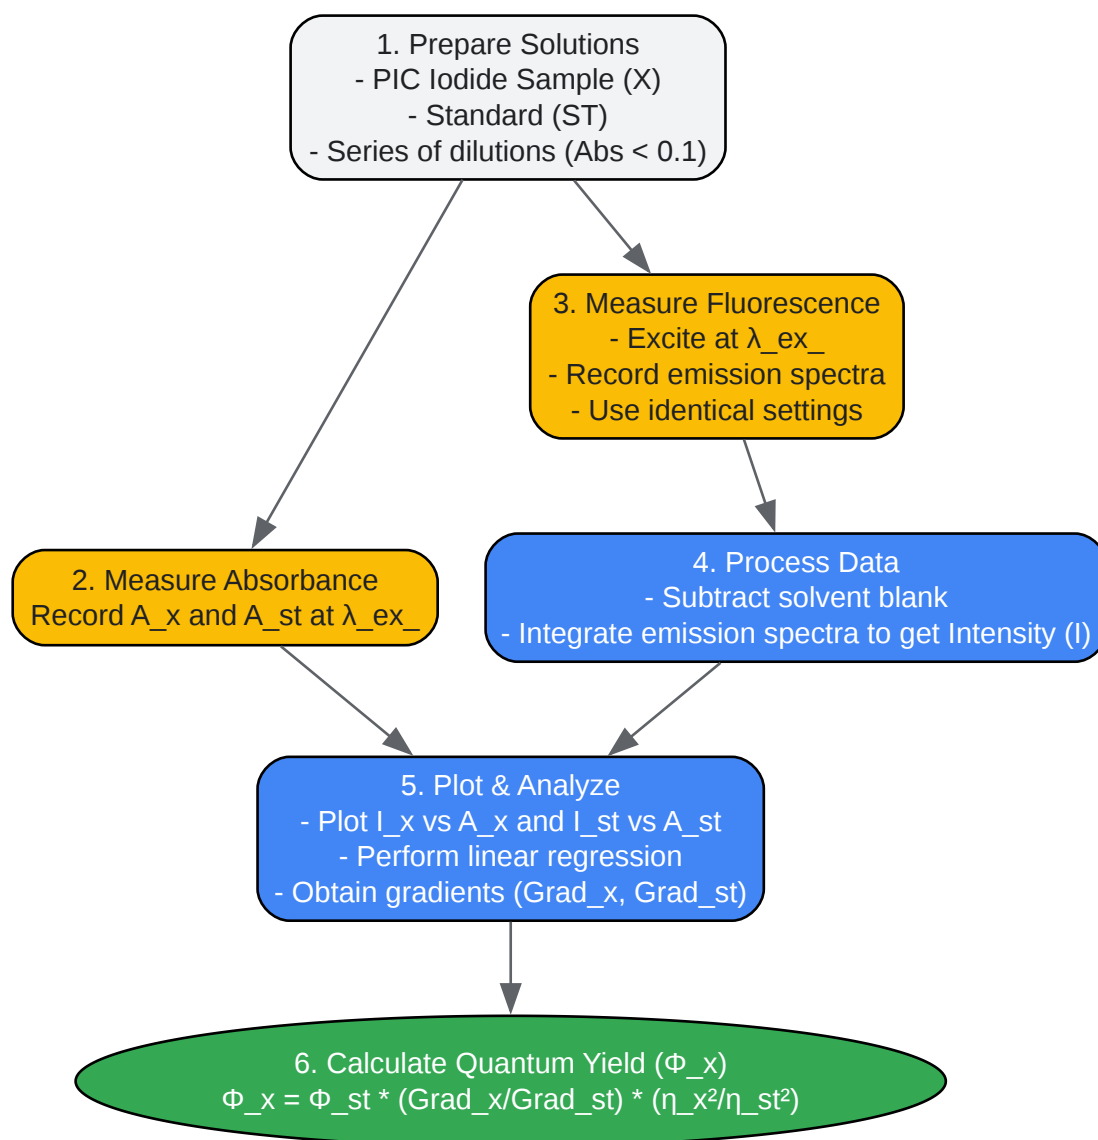 1. Prepare Solutions
- PIC Iodide Sample (X)
- Standard (ST)
- Series of dilutions (Abs < 0.1)
3. Measure Fluorescence
- Excite at λ_ex_
- Record emission spectra
- Use identical settings
2. Measure Absorbance
Record A_x and A_st at λ_ex_
4. Process Data
- Subtract solvent blank
- Integrate emission spectra to get Intensity (I)
5. Plot & Analyze
- Plot I_x vs A_x and I_st vs A_st
- Perform linear regression
- Obtain gradients (Grad_x, Grad_st)
6. Calculate Quantum Yield (Φ_x)
Φ_x = Φ_st * (Grad_x/Grad_st) * (η_x²/η_st²)